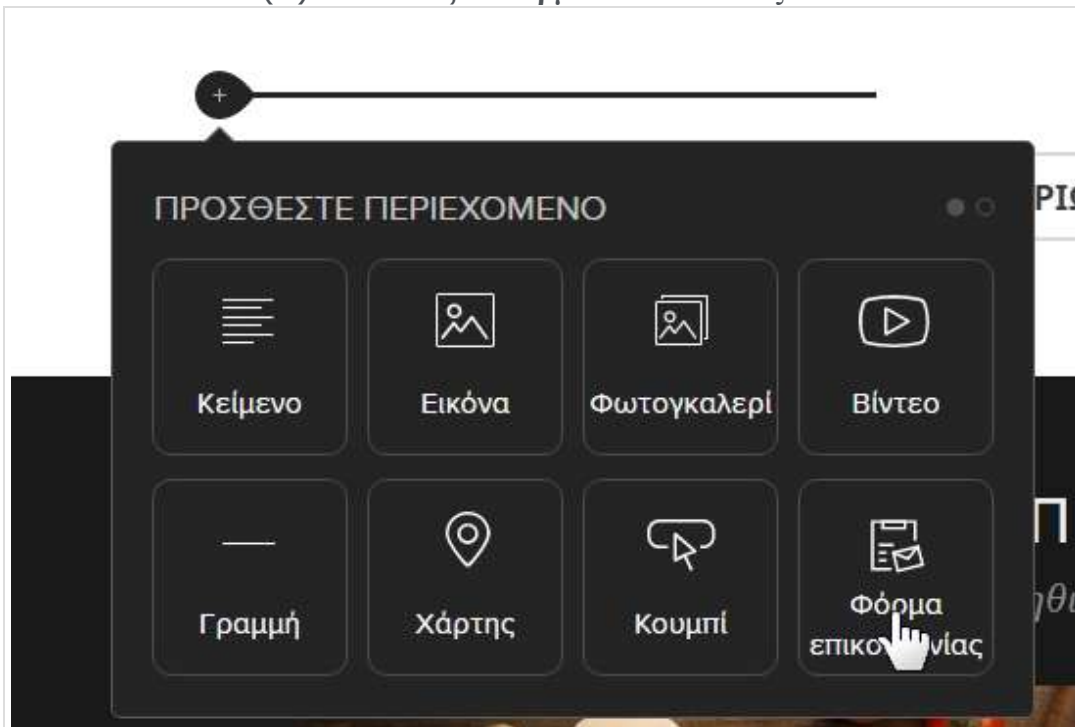 ΠΡΟΣΘΕΣΤΕ ΠΕΡΙΕΧΟΜΕΝΟ
Κείμενο
Εικόνα
Φωτογκαλερί
Βίντεο
Γραμμή
Χάρτης
Κουμπί
Φόρμα